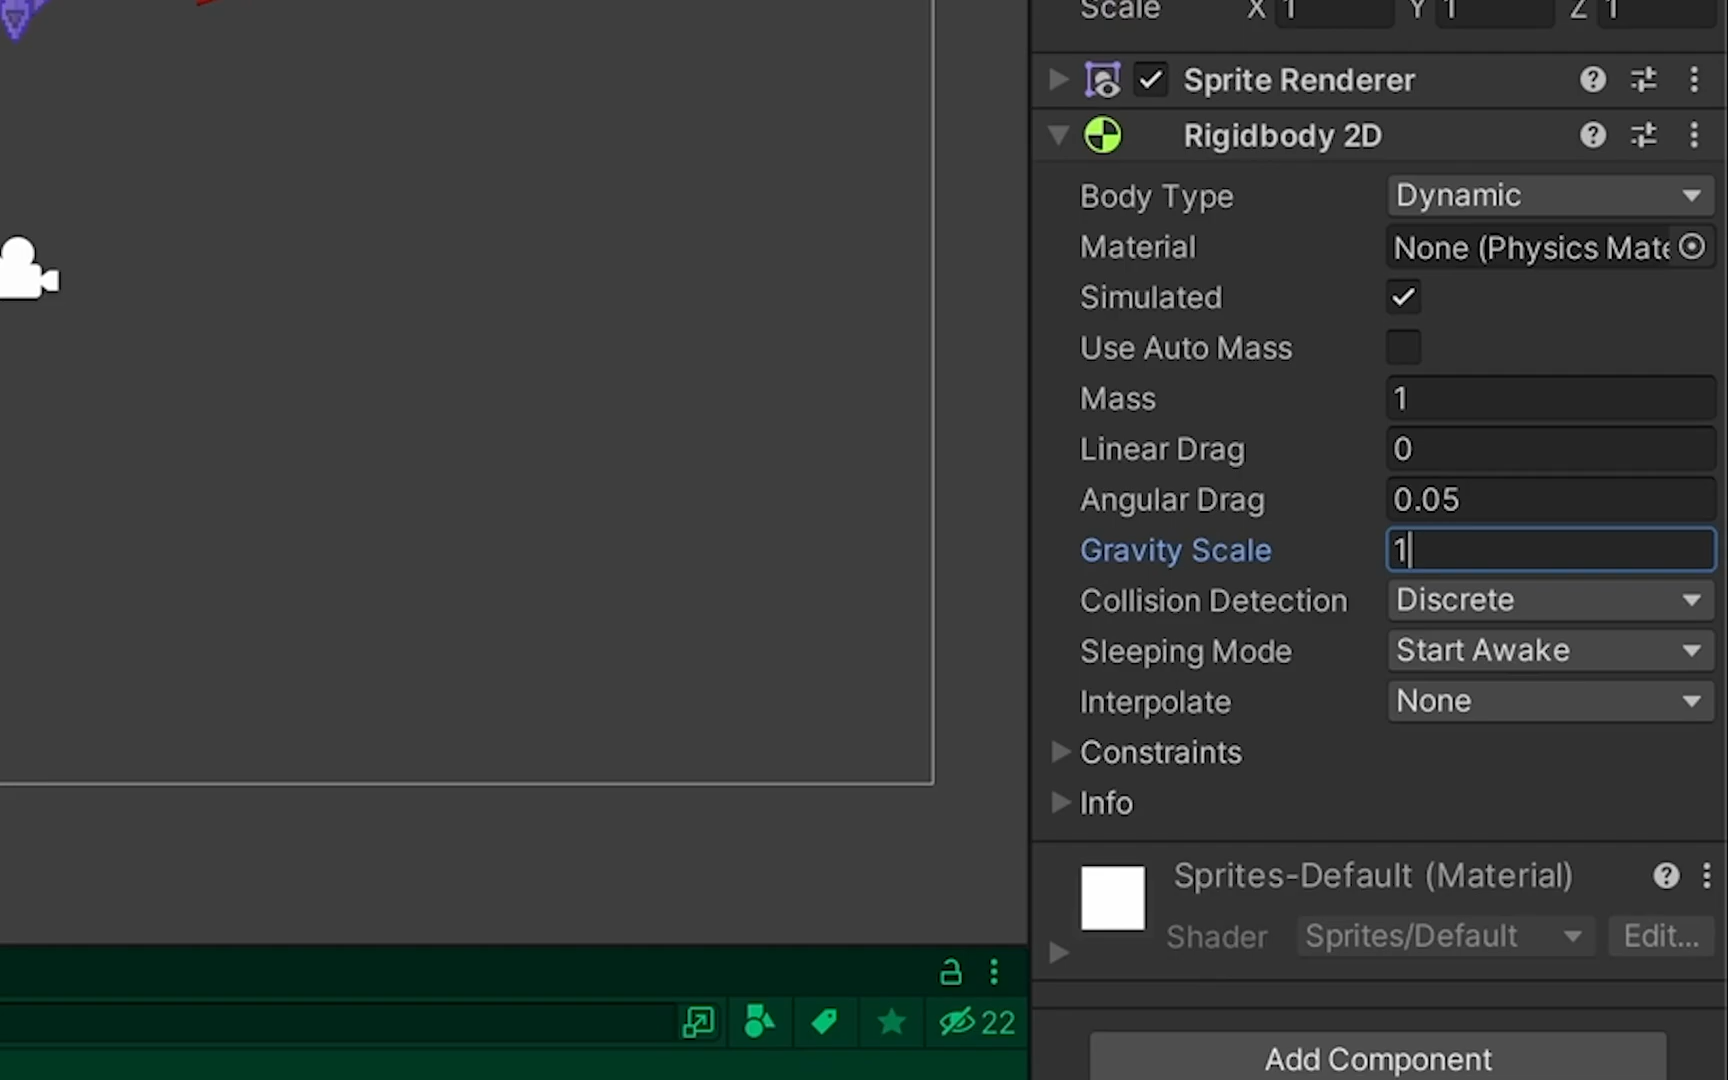 Scale X 1 Y 1 Z 1
Sprite Renderer
Rigidbody 2D
Body Type Dynamic
Material None (Physics Mate
Simulated
Use Auto Mass
Mass 1
Linear Drag 0
Angular Drag 0.05
Gravity Scale 1
Collision Detection Discrete
Sleeping Mode Start Awake
Interpolate None
Constraints
Info
Sprites-Default (Material)
Shader Sprites/Default Edit...
22
Add Component